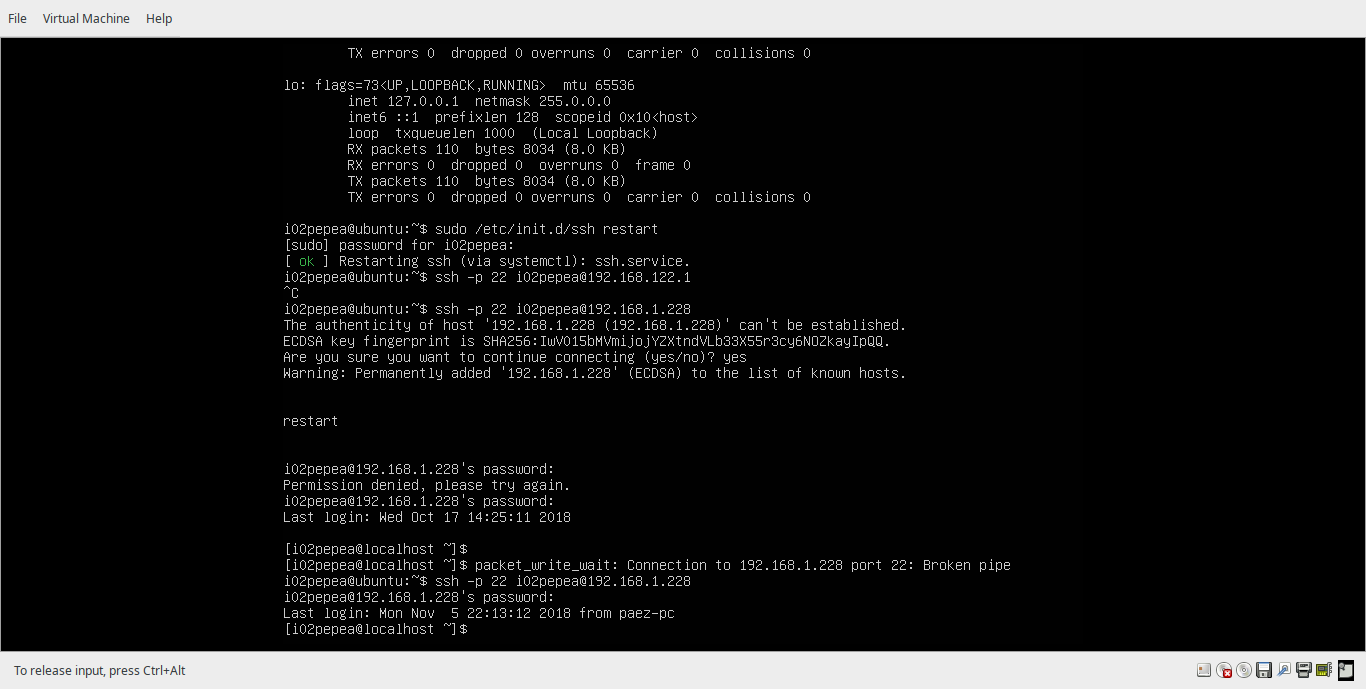 File Virtual Machine Help
TX errors 0  dropped 0 overruns 0  carrier 0  collisions 0
lo: flags=73<UP,LOOPBACK,RUNNING>  mtu 65536
inet 127.0.0.1  netmask 255.0.0.0
inet6 ::1  prefixlen 128  scopeid 0x10<host>
loop  txqueuelen 1000  (Local Loopback)
RX packets 110  bytes 8034 (8.0 KB)
RX errors 0  dropped 0  overruns 0  frame 0
TX packets 110  bytes 8034 (8.0 KB)
TX errors 0  dropped 0 overruns 0  carrier 0  collisions 0
i02pepea@ubuntu:~$ sudo /etc/init.d/ssh restart
[sudo] password for i02pepea:
[ ok ] Restarting ssh (via systemctl): ssh.service.
i02pepea@ubuntu:~$ ssh -p 22 i02pepea@192.168.122.1
^C
i02pepea@ubuntu:~$ ssh -p 22 i02pepea@192.168.1.228
The authenticity of host '192.168.1.228 (192.168.1.228)' can't be established.
ECDSA key fingerprint is SHA256:IwVO15bMVmijojYZXtndVLb33X55r3cy6NOZkayIpQQ.
Are you sure you want to continue connecting (yes/no)? yes
Warning: Permanently added '192.168.1.228' (ECDSA) to the list of known hosts.
restart
i02pepea@192.168.1.228's password:
Permission denied, please try again.
i02pepea@192.168.1.228's password:
Last login: Wed Oct 17 14:25:11 2018
[i02pepea@localhost ~]$
[i02pepea@localhost ~]$ packet_write_wait: Connection to 192.168.1.228 port 22: Broken pipe
i02pepea@ubuntu:~$ ssh -p 22 i02pepea@192.168.1.228
i02pepea@192.168.1.228's password:
Last login: Mon Nov  5 22:13:12 2018 from paez-pc
[i02pepea@localhost ~]$
To release input, press Ctrl+Alt